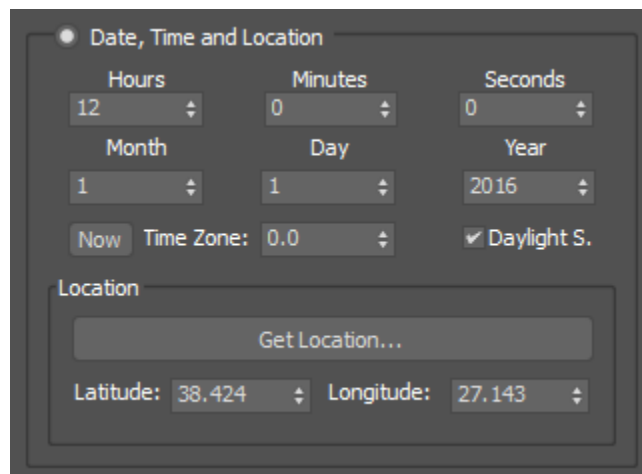 Date, Time and Location
Hours Minutes Seconds
12 0 0
Month Day Year
1 1 2016
Now Time Zone: 0.0 Daylight S.
Location
Get Location...
Latitude: 38.424 Longitude: 27.143